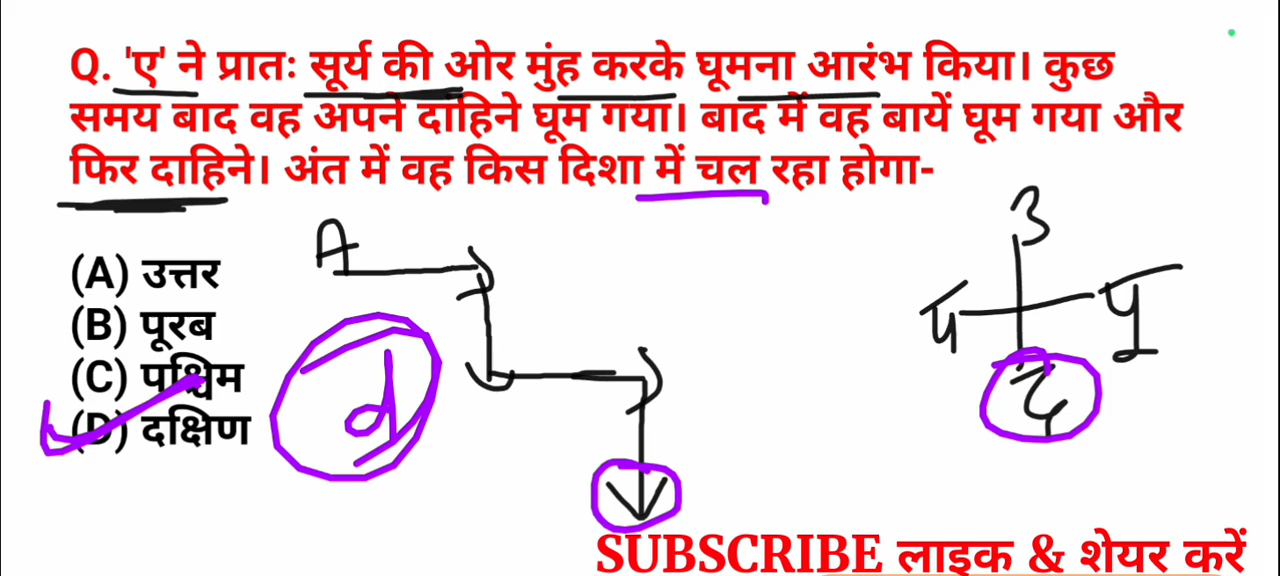 Q. 'ए' ने प्रातः सूर्य की ओर मुंह करके घूमना आरंभ किया। कुछ
समय बाद वह अपने दाहिने घूम गया। बाद में वह बायें घूम गया और
फिर दाहिने। अंत में वह किस दिशा में चल रहा होगा-
(A) उत्तर
(B) पूरब
(C) पश्चिम
(D) दक्षिण
A
d
उ
प
पू
द
SUBSCRIBE लाइक & शेयर करें